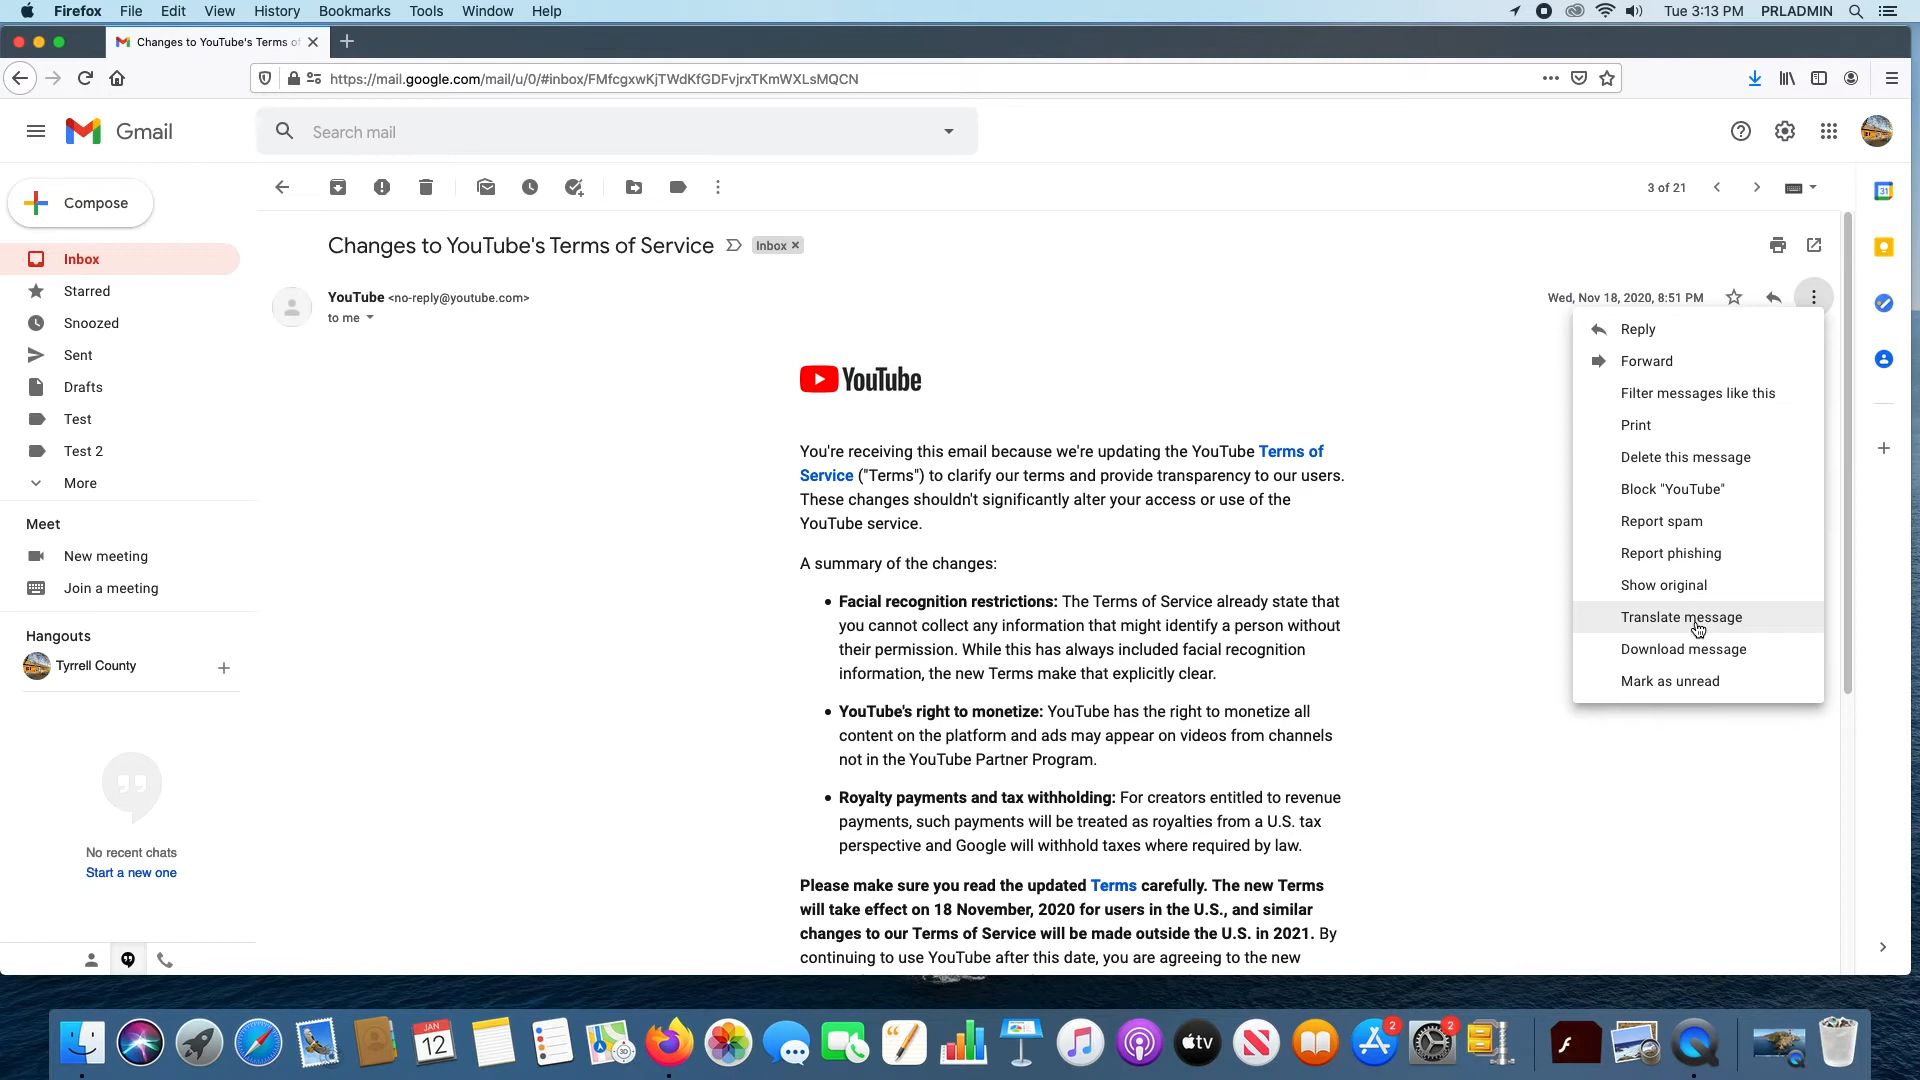 Firefox File Edit View History Bookmarks Tools Window Help
Tue 3:13 PM PRLADMIN
Changes to YouTube's Terms of
https://mail.google.com/mail/u/0/#inbox/FMfcgxwKjTWdKfGDFvjrxTKmWXLsMQCN
Gmail
Search mail
Compose
3 of 21
31
Inbox
Starred
Snoozed
Sent
Drafts
Test
Test 2
More
Meet
New meeting
Join a meeting
Hangouts
Tyrrell County
No recent chats
Start a new one
Changes to YouTube's Terms of Service
Inbox
YouTube <no-reply@youtube.com>
to me
Wed, Nov 18, 2020, 8:51 PM
YouTube
You're receiving this email because we're updating the YouTube Terms of
Service ("Terms") to clarify our terms and provide transparency to our users.
These changes shouldn't significantly alter your access or use of the
YouTube service.
A summary of the changes:
• Facial recognition restrictions: The Terms of Service already state that
you cannot collect any information that might identify a person without
their permission. While this has always included facial recognition
information, the new Terms make that explicitly clear.
• YouTube's right to monetize: YouTube has the right to monetize all
content on the platform and ads may appear on videos from channels
not in the YouTube Partner Program.
• Royalty payments and tax withholding: For creators entitled to revenue
payments, such payments will be treated as royalties from a U.S. tax
perspective and Google will withhold taxes where required by law.
Please make sure you read the updated Terms carefully. The new Terms
will take effect on 18 November, 2020 for users in the U.S., and similar
changes to our Terms of Service will be made outside the U.S. in 2021. By
continuing to use YouTube after this date, you are agreeing to the new
Reply
Forward
Filter messages like this
Print
Delete this message
Block "YouTube"
Report spam
Report phishing
Show original
Translate message
Download message
Mark as unread
JAN
12
3D
tv
2
2